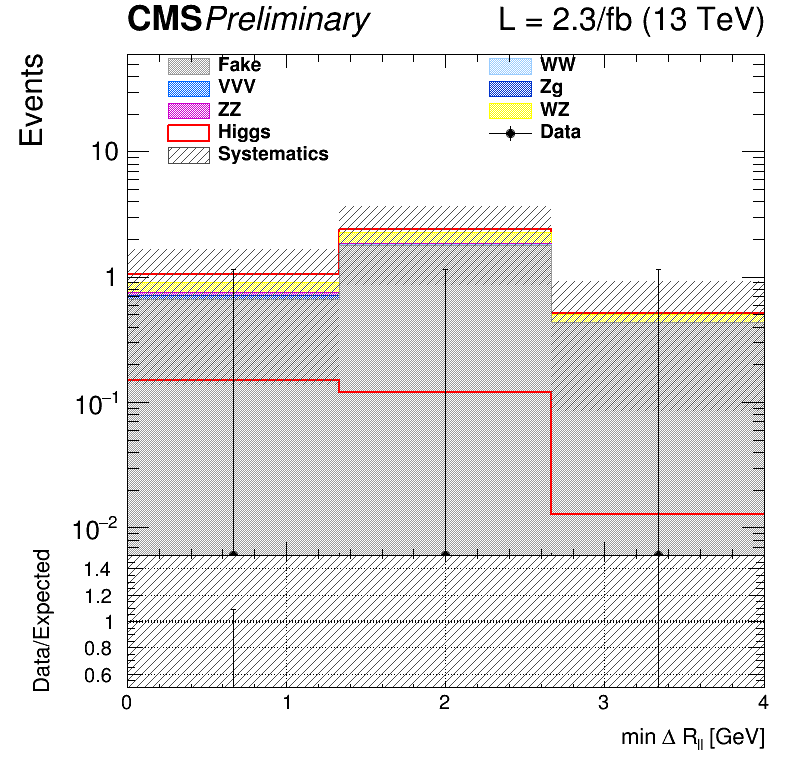 CMS Preliminary L = 2.3/fb (13 TeV)
Events
Fake WW
VVV Zg
ZZ WZ
Higgs Data
Systematics
10
1
10⁻¹
10⁻²
Data/Expected
1.4
1.2
1
0.8
0.6
0 1 2 3 4
min Δ R_{||} [GeV]